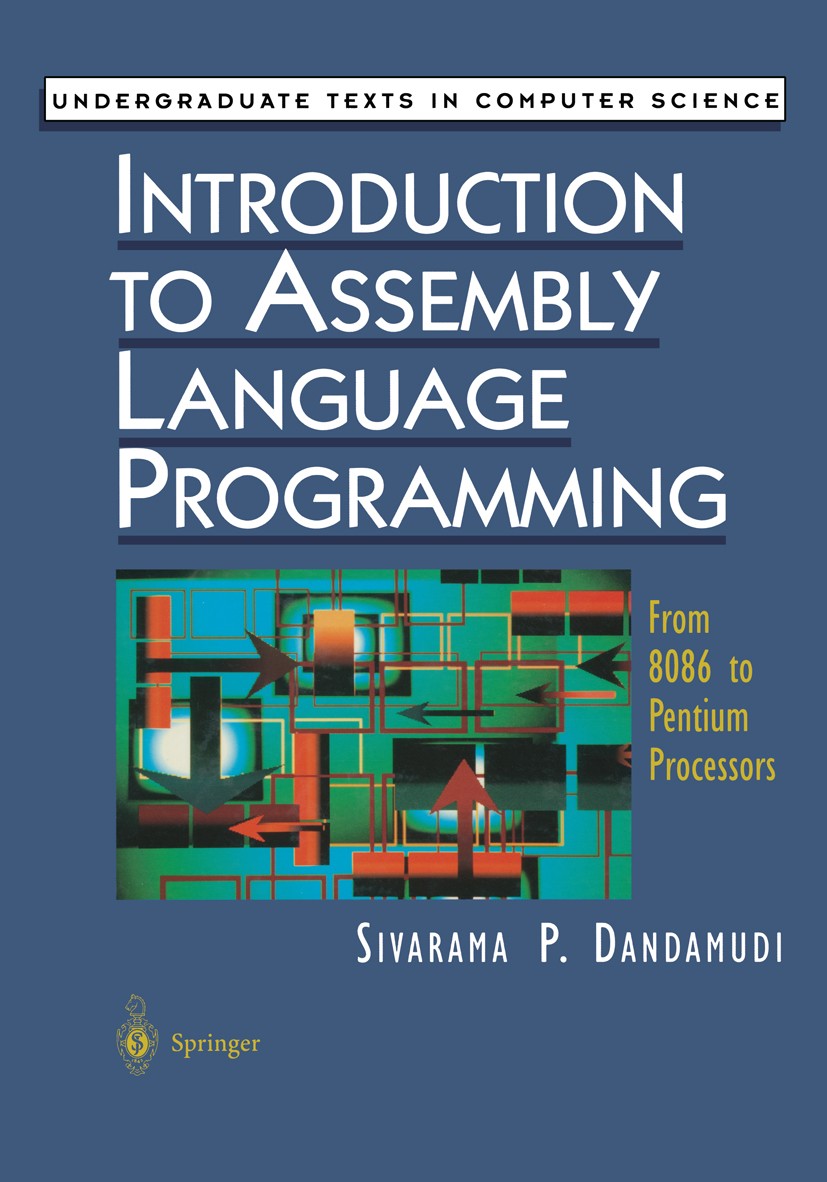 UNDERGRADUATE TEXTS IN COMPUTER SCIENCE
INTRODUCTION
TO ASSEMBLY
LANGUAGE
PROGRAMMING
From
8086 to
Pentium
Processors
SIVARAMA P. DANDAMUDI
Springer